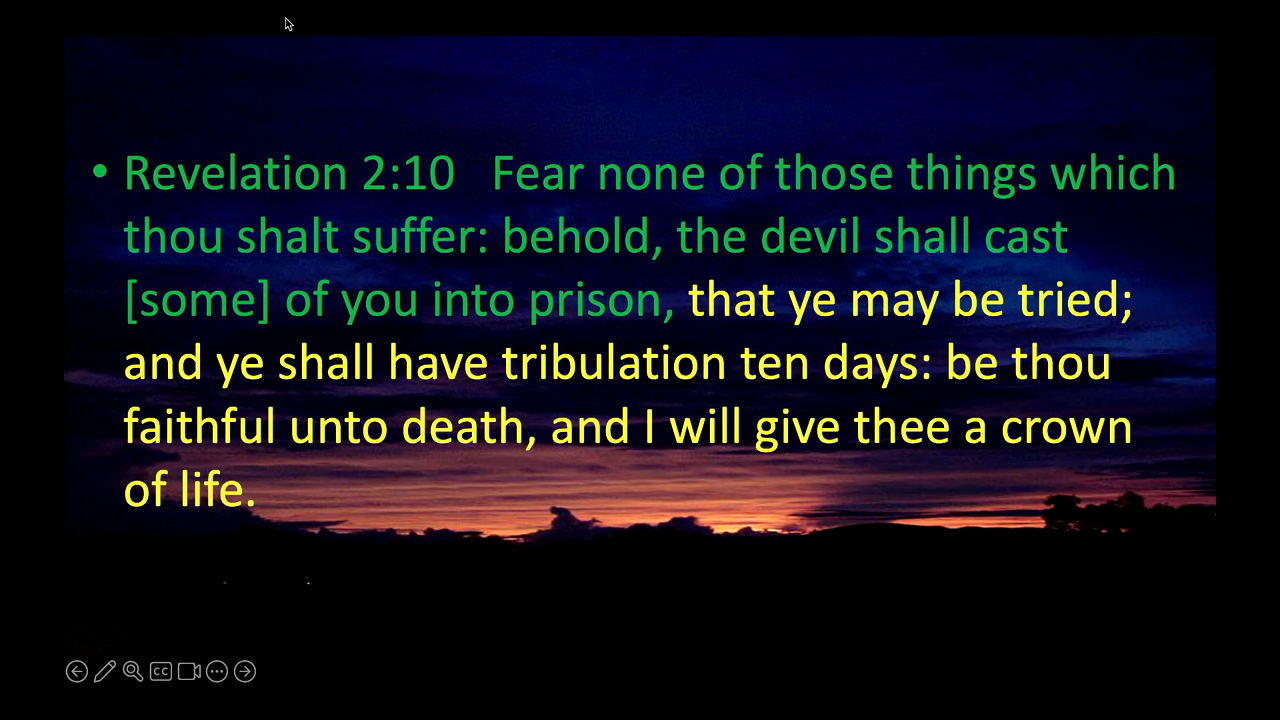 • Revelation 2:10   Fear none of those things which
thou shalt suffer: behold, the devil shall cast
[some] of you into prison, that ye may be tried;
and ye shall have tribulation ten days: be thou
faithful unto death, and I will give thee a crown
of life.
CC